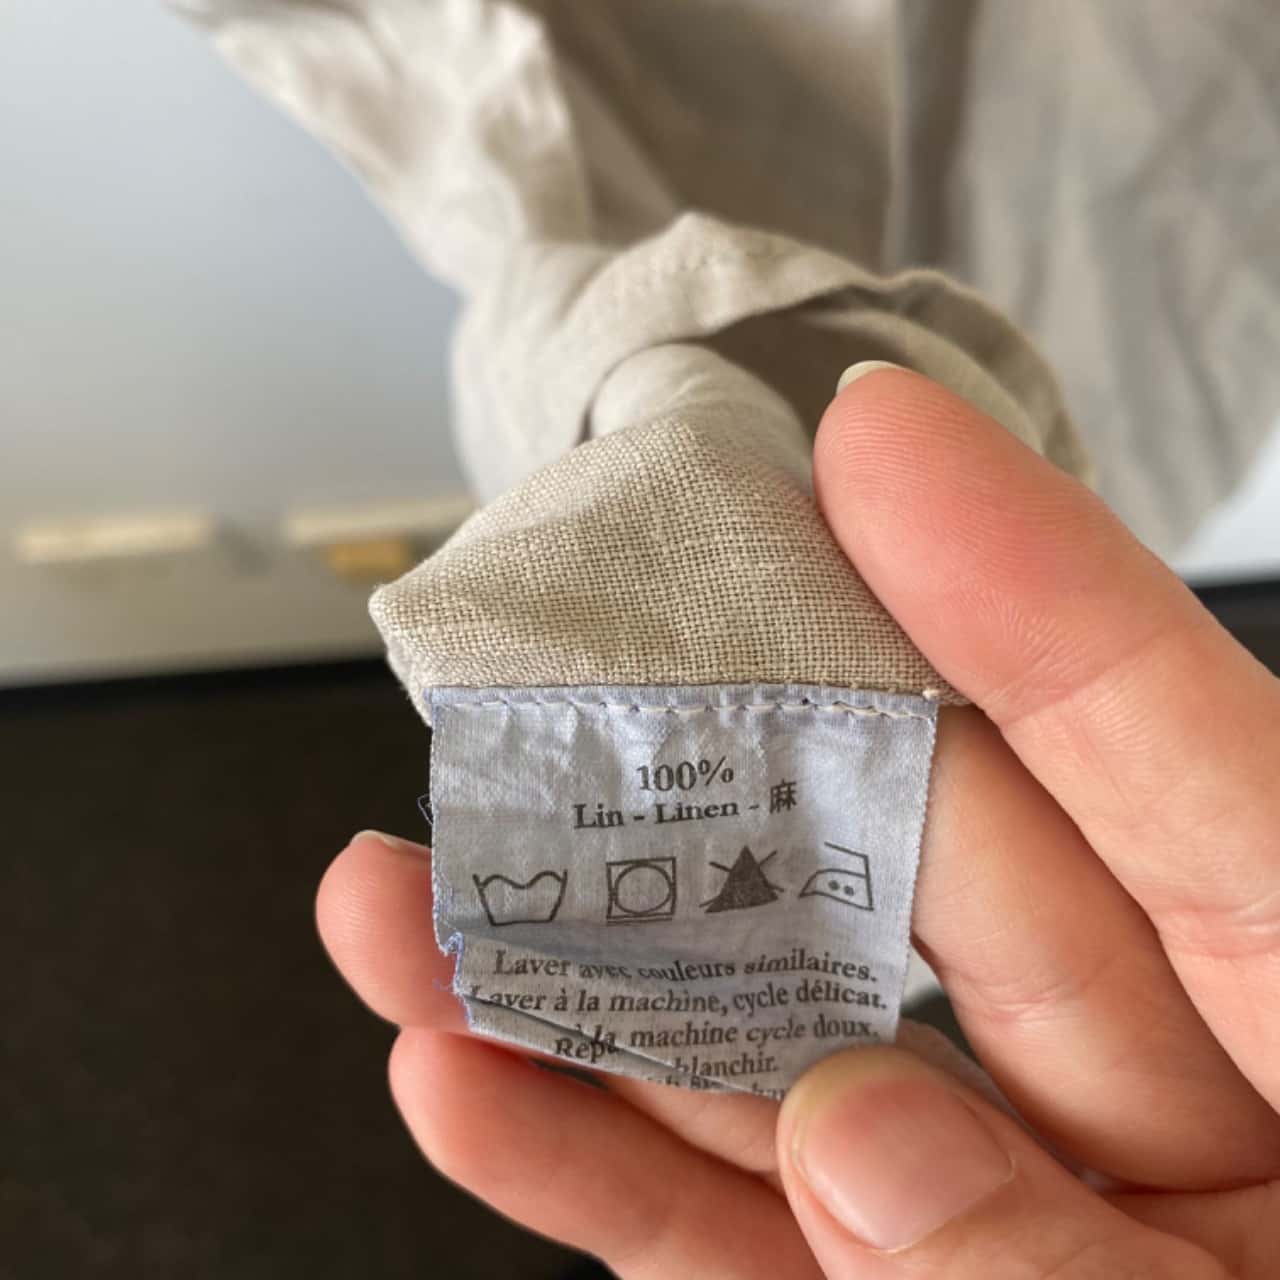 100%
Lin - Linen - 麻
Laver avec couleurs similaires.
Laver à la machine, cycle délicat.
à la machine cycle doux.
blanchir.